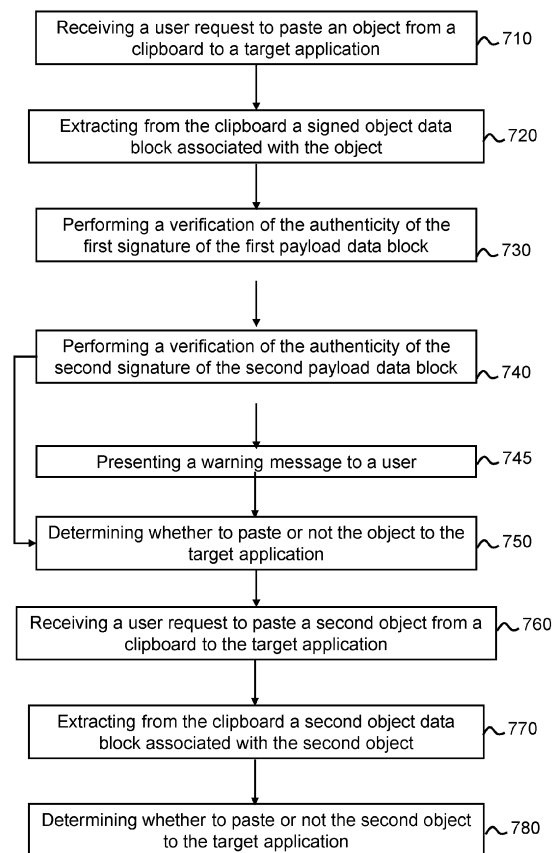 Receiving a user request to paste an object from a
clipboard to a target application
710
Extracting from the clipboard a signed object data
block associated with the object
720
Performing a verification of the authenticity of the
first signature of the first payload data block
730
Performing a verification of the authenticity of the
second signature of the second payload data block
740
Presenting a warning message to a user
745
Determining whether to paste or not the object to the
target application
750
Receiving a user request to paste a second object from a
clipboard to the target application
760
Extracting from the clipboard a second object data
block associated with the second object
770
Determining whether to paste or not the second object
to the target application
780